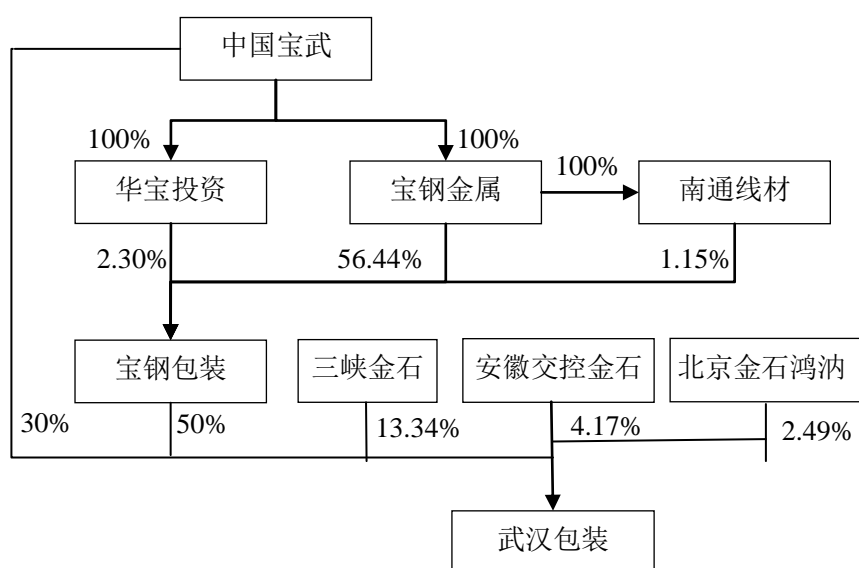 中国宝武
100%
100%
100%
华宝投资
宝钢金属
南通线材
2.30%
56.44%
1.15%
宝钢包装
三峡金石
安徽交控金石
北京金石鸿汭
30%
50%
13.34%
4.17%
2.49%
武汉包装